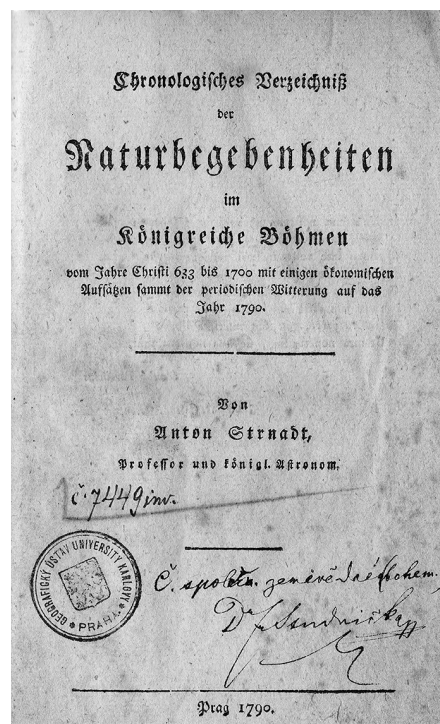 Chronologisches Verzeichniß
der
Naturbegebenheiten
im
Königreiche Böhmen
vom Jahre Christi 633 bis 1700 mit einigen ökonomischen
Aufsätzen sammt der periodischen Witterung auf das
Jahr 1790.
Von
Anton Strnadt,
Professor und königl. Astronom.
č. 7449 inv.
GEOGRAFICKÝ ÚSTAV UNIVERSITY KARLOVY
PRAHA
Č.
Dr
Prag 1790.